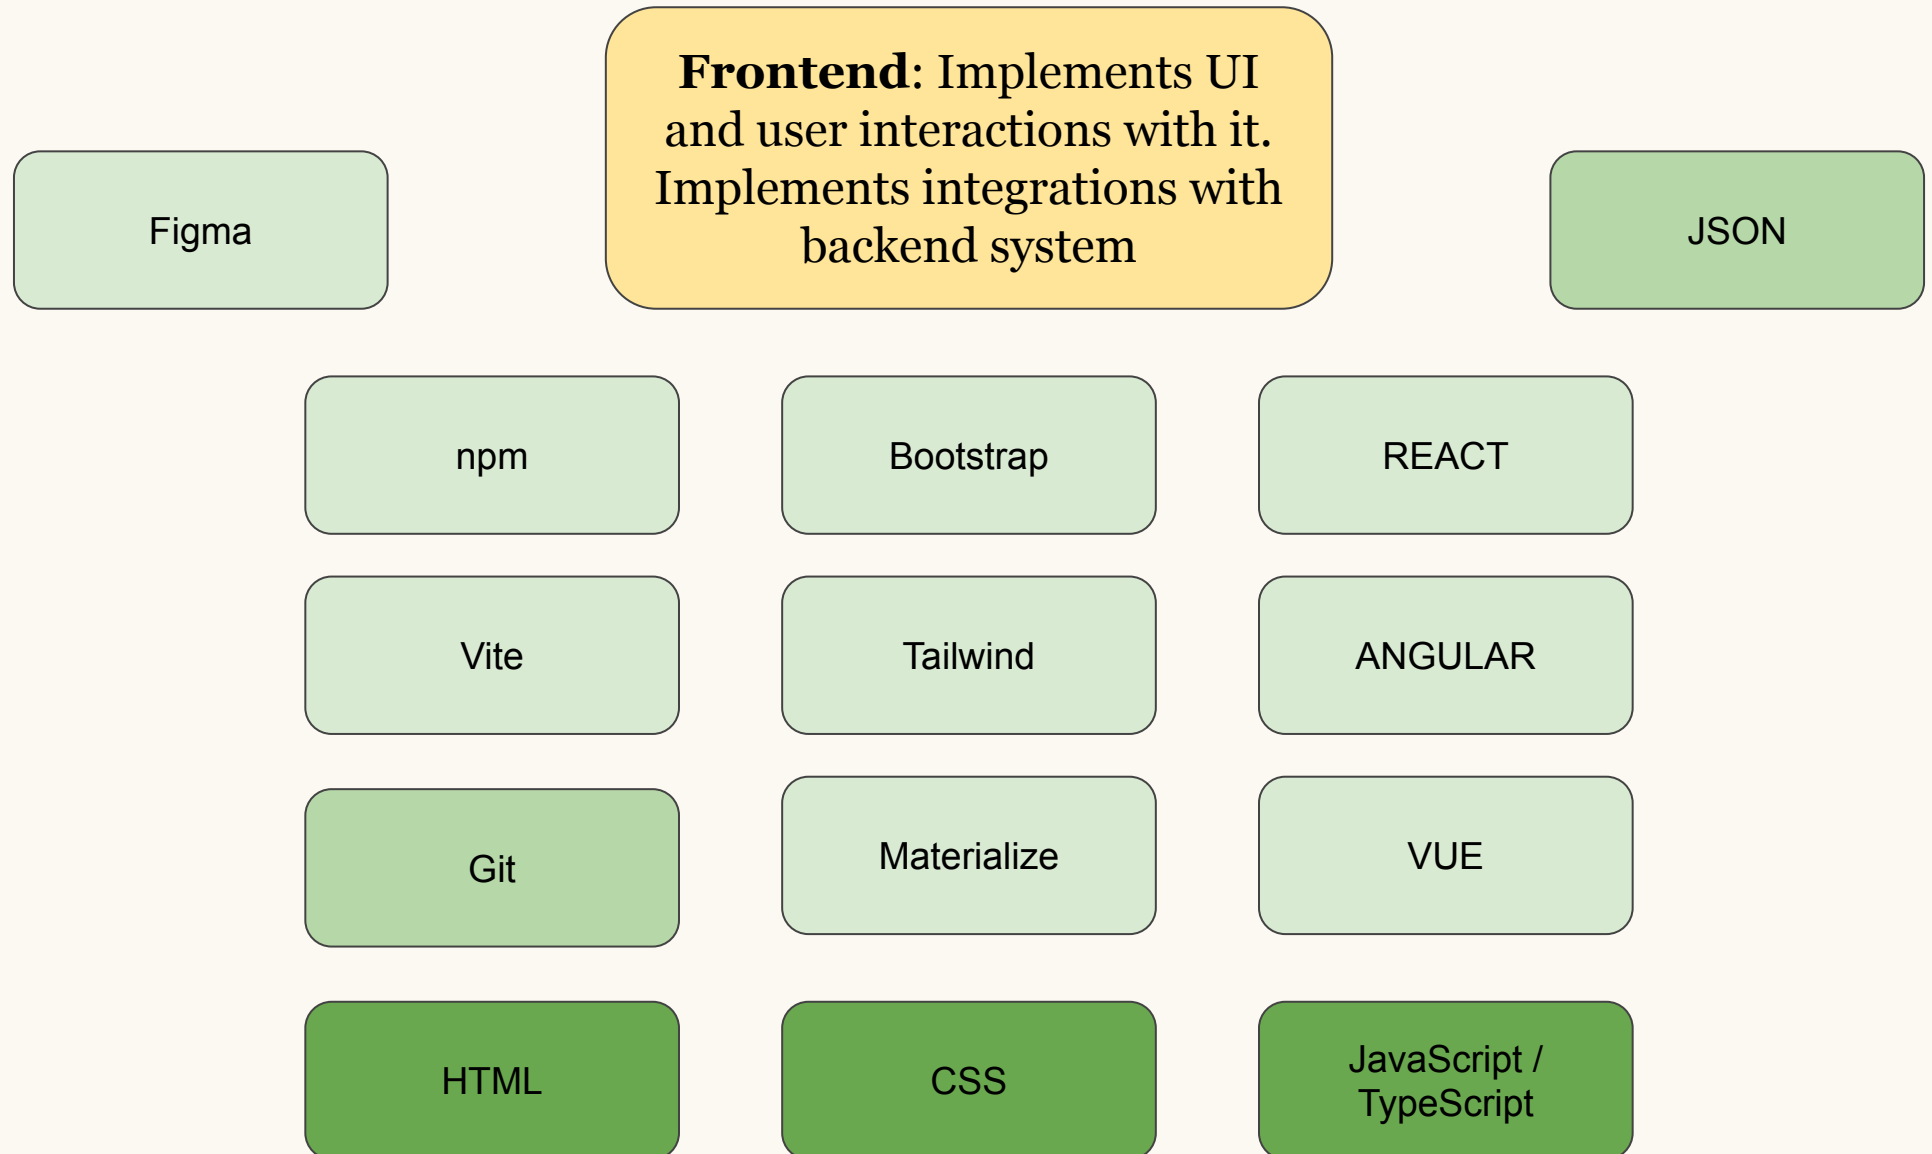 Frontend: Implements UI
and user interactions with it.
Implements integrations with
backend system
Figma
JSON
npm
Bootstrap
REACT
Vite
Tailwind
ANGULAR
Git
Materialize
VUE
HTML
CSS
JavaScript /
TypeScript